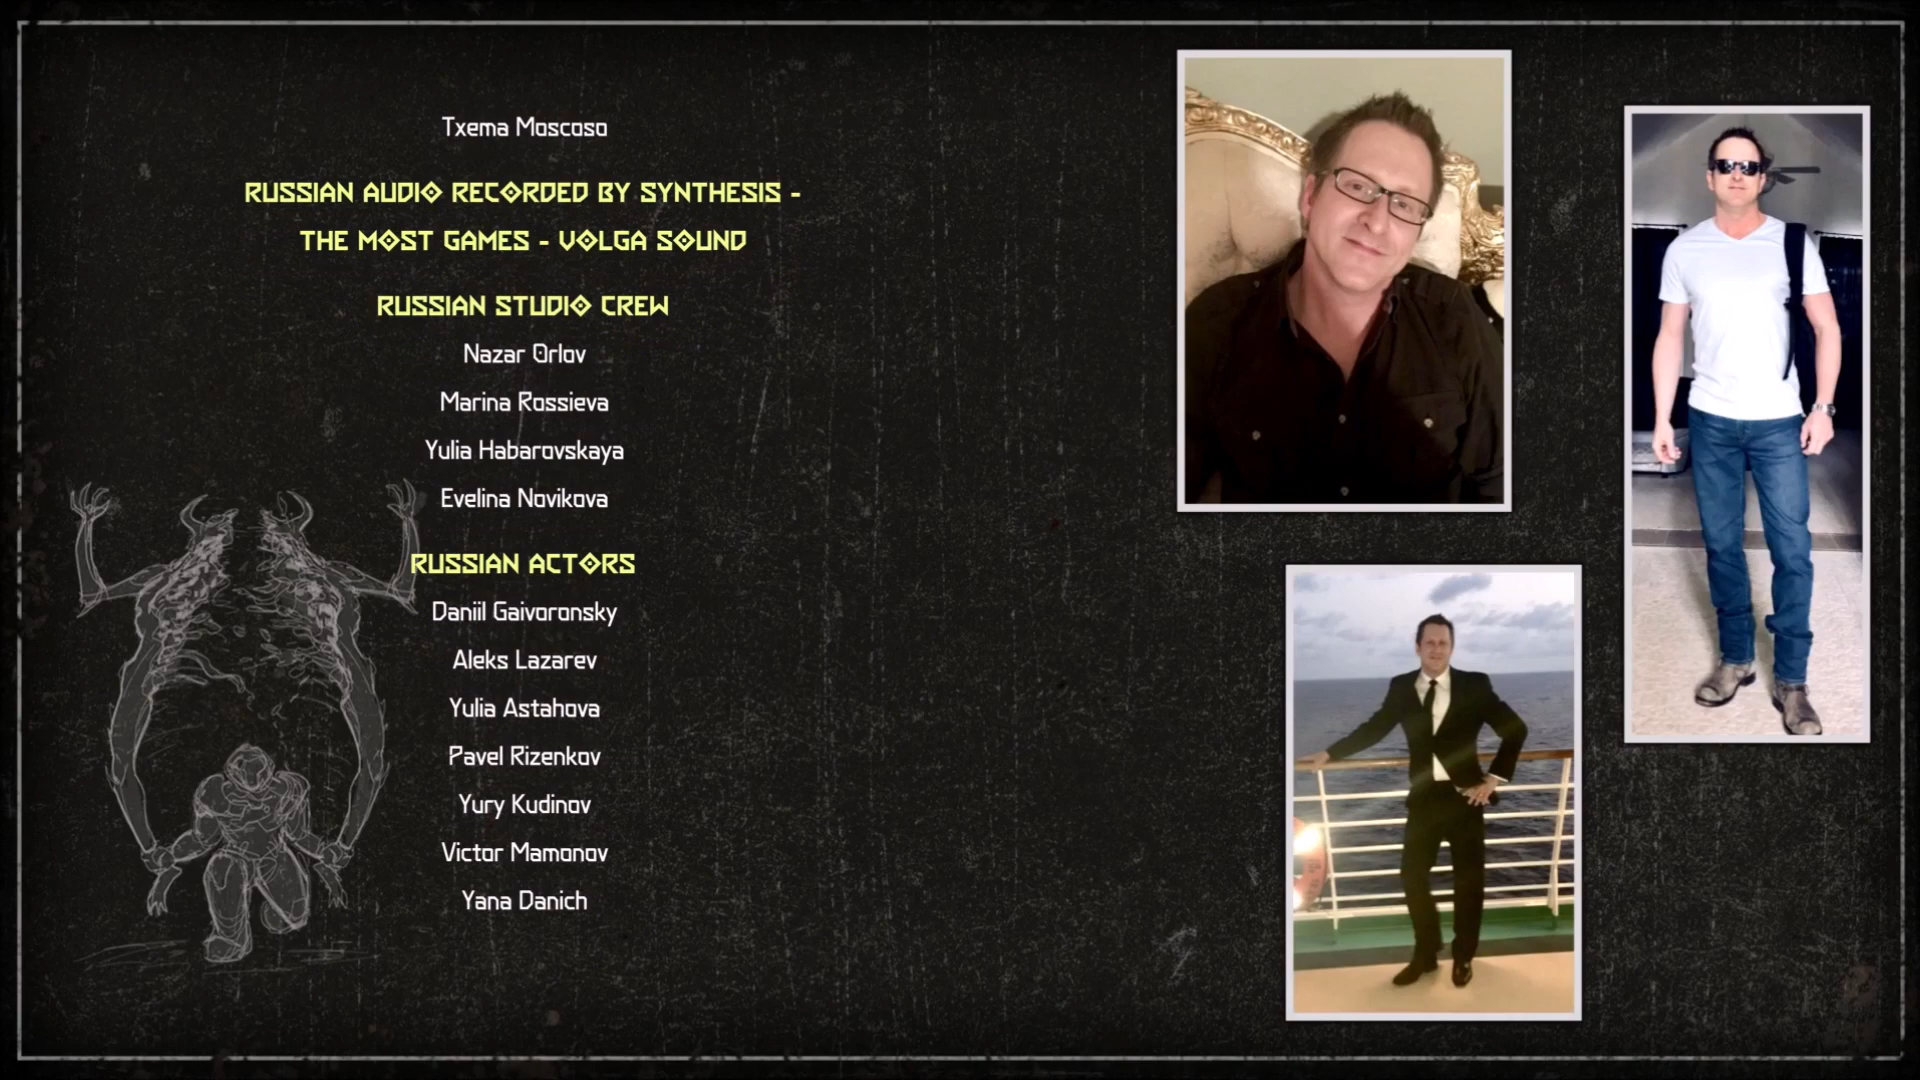 Txema Moscoso
RUSSIAN AUDIO RECORDED BY SYNTHESIS -
THE MOST GAMES - VOLGA SOUND
RUSSIAN STUDIO CREW
Nazar Orlov
Marina Rossieva
Yulia Habarovskaya
Evelina Novikova
RUSSIAN ACTORS
Daniil Gaivoronsky
Aleks Lazarev
Yulia Astahova
Pavel Rizenkov
Yury Kudinov
Victor Mamonov
Yana Danich